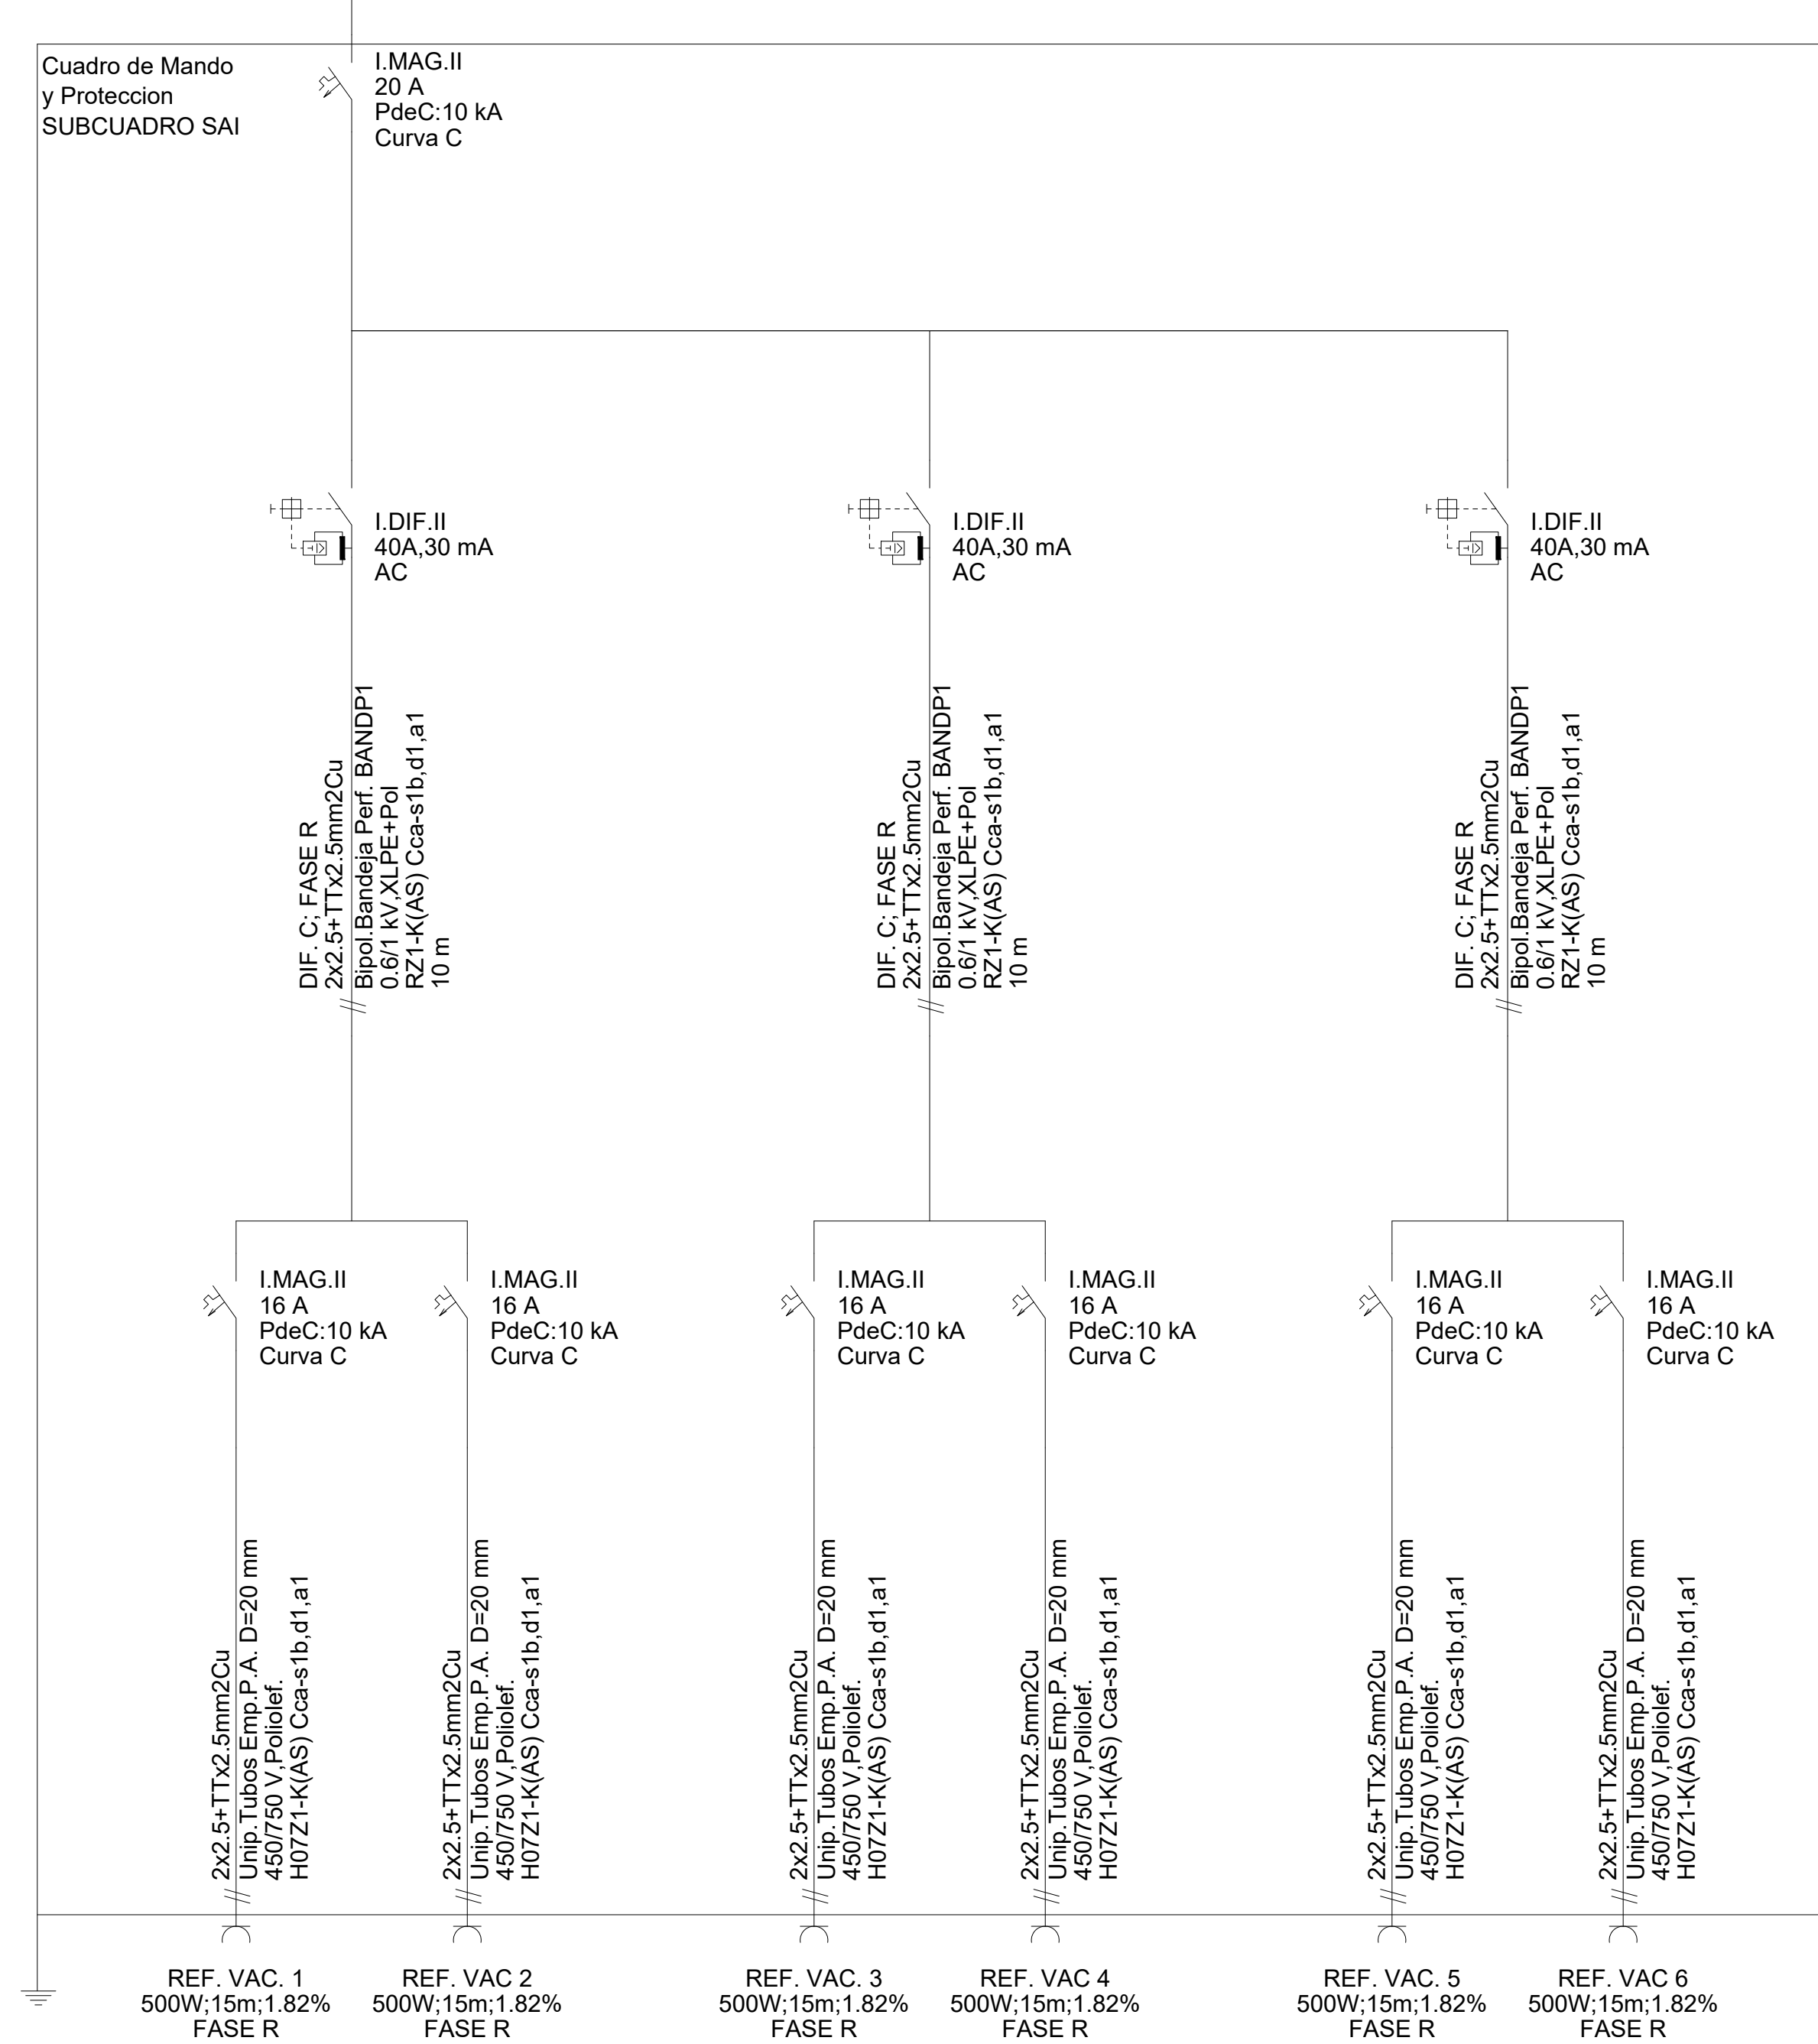 Cuadro de Mando
y Proteccion
SUBCUADRO SAI
I.MAG.II
20 A
PdeC:10 kA
Curva C
I.DIF.II
40A,30 mA
AC
I.DIF.II
40A,30 mA
AC
I.DIF.II
40A,30 mA
AC
DIF. C; FASE R
2x2.5+TTx2.5mm2Cu
Bipol.Bandeja Perf. BANDP1
0.6/1 kV,XLPE+Pol
RZ1-K(AS) Cca-s1b,d1,a1
10 m
DIF. C; FASE R
2x2.5+TTx2.5mm2Cu
Bipol.Bandeja Perf. BANDP1
0.6/1 kV,XLPE+Pol
RZ1-K(AS) Cca-s1b,d1,a1
10 m
DIF. C; FASE R
2x2.5+TTx2.5mm2Cu
Bipol.Bandeja Perf. BANDP1
0.6/1 kV,XLPE+Pol
RZ1-K(AS) Cca-s1b,d1,a1
10 m
I.MAG.II
16 A
PdeC:10 kA
Curva C
I.MAG.II
16 A
PdeC:10 kA
Curva C
I.MAG.II
16 A
PdeC:10 kA
Curva C
I.MAG.II
16 A
PdeC:10 kA
Curva C
I.MAG.II
16 A
PdeC:10 kA
Curva C
I.MAG.II
16 A
PdeC:10 kA
Curva C
2x2.5+TTx2.5mm2Cu
Unip.Tubos Emp.P.A. D=20 mm
450/750 V,Poliolef.
H07Z1-K(AS) Cca-s1b,d1,a1
2x2.5+TTx2.5mm2Cu
Unip.Tubos Emp.P.A. D=20 mm
450/750 V,Poliolef.
H07Z1-K(AS) Cca-s1b,d1,a1
2x2.5+TTx2.5mm2Cu
Unip.Tubos Emp.P.A. D=20 mm
450/750 V,Poliolef.
H07Z1-K(AS) Cca-s1b,d1,a1
2x2.5+TTx2.5mm2Cu
Unip.Tubos Emp.P.A. D=20 mm
450/750 V,Poliolef.
H07Z1-K(AS) Cca-s1b,d1,a1
2x2.5+TTx2.5mm2Cu
Unip.Tubos Emp.P.A. D=20 mm
450/750 V,Poliolef.
H07Z1-K(AS) Cca-s1b,d1,a1
2x2.5+TTx2.5mm2Cu
Unip.Tubos Emp.P.A. D=20 mm
450/750 V,Poliolef.
H07Z1-K(AS) Cca-s1b,d1,a1
REF. VAC. 1
500W;15m;1.82%
FASE R
REF. VAC 2
500W;15m;1.82%
FASE R
REF. VAC. 3
500W;15m;1.82%
FASE R
REF. VAC 4
500W;15m;1.82%
FASE R
REF. VAC. 5
500W;15m;1.82%
FASE R
REF. VAC 6
500W;15m;1.82%
FASE R